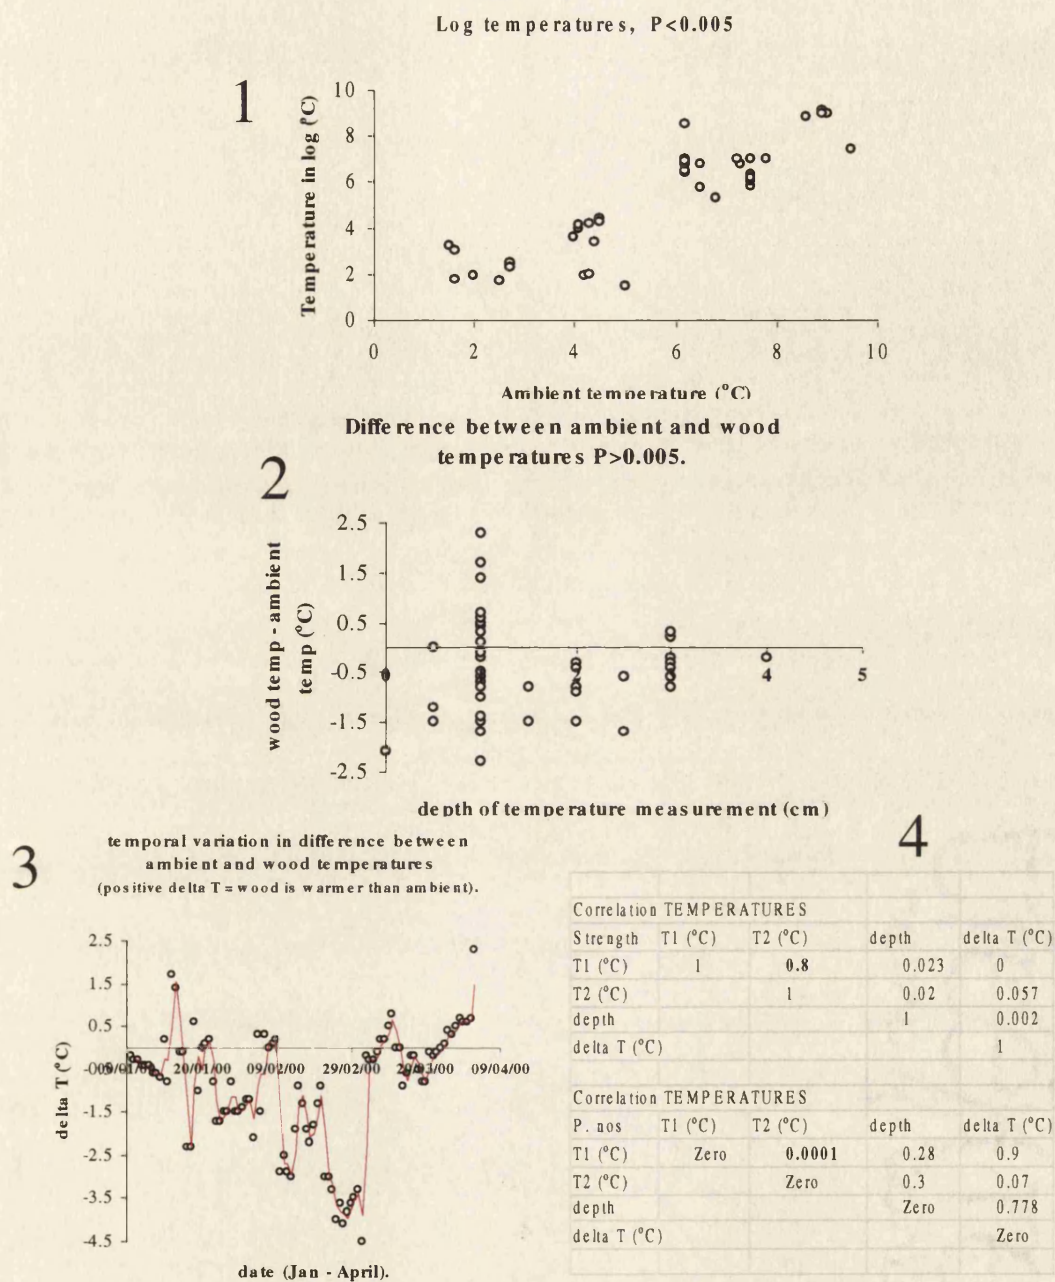 Log temperatures, P<0.005
1
Temperature in log (°C)
10
8
6
4
2
0
0 2 4 6 8 10
Ambient temperature (°C)
Difference between ambient and wood
temperatures P>0.005.
2
wood temp - ambient
temp (°C)
2.5
1.5
0.5
-0.5
-1.5
-2.5
2 4 5
depth of temperature measurement (cm)
3
temporal variation in difference between
ambient and wood temperatures
(positive delta T = wood is warmer than ambient).
delta T (°C)
2.5
1.5
0.5
-0.5
-1.5
-2.5
-3.5
-4.5
20/01/00 09/02/00 29/02/00 20/03/00 09/04/00
date (Jan - April).
4
Correlation TEMPERATURES
Strength T1 (°C) T2 (°C) depth delta T (°C)
T1 (°C) 1 0.8 0.023 0
T2 (°C) 1 0.02 0.057
depth 1 0.002
delta T (°C) 1
Correlation TEMPERATURES
P. nos T1 (°C) T2 (°C) depth delta T (°C)
T1 (°C) Zero 0.0001 0.28 0.9
T2 (°C) Zero 0.3 0.07
depth Zero 0.778
delta T (°C) Zero